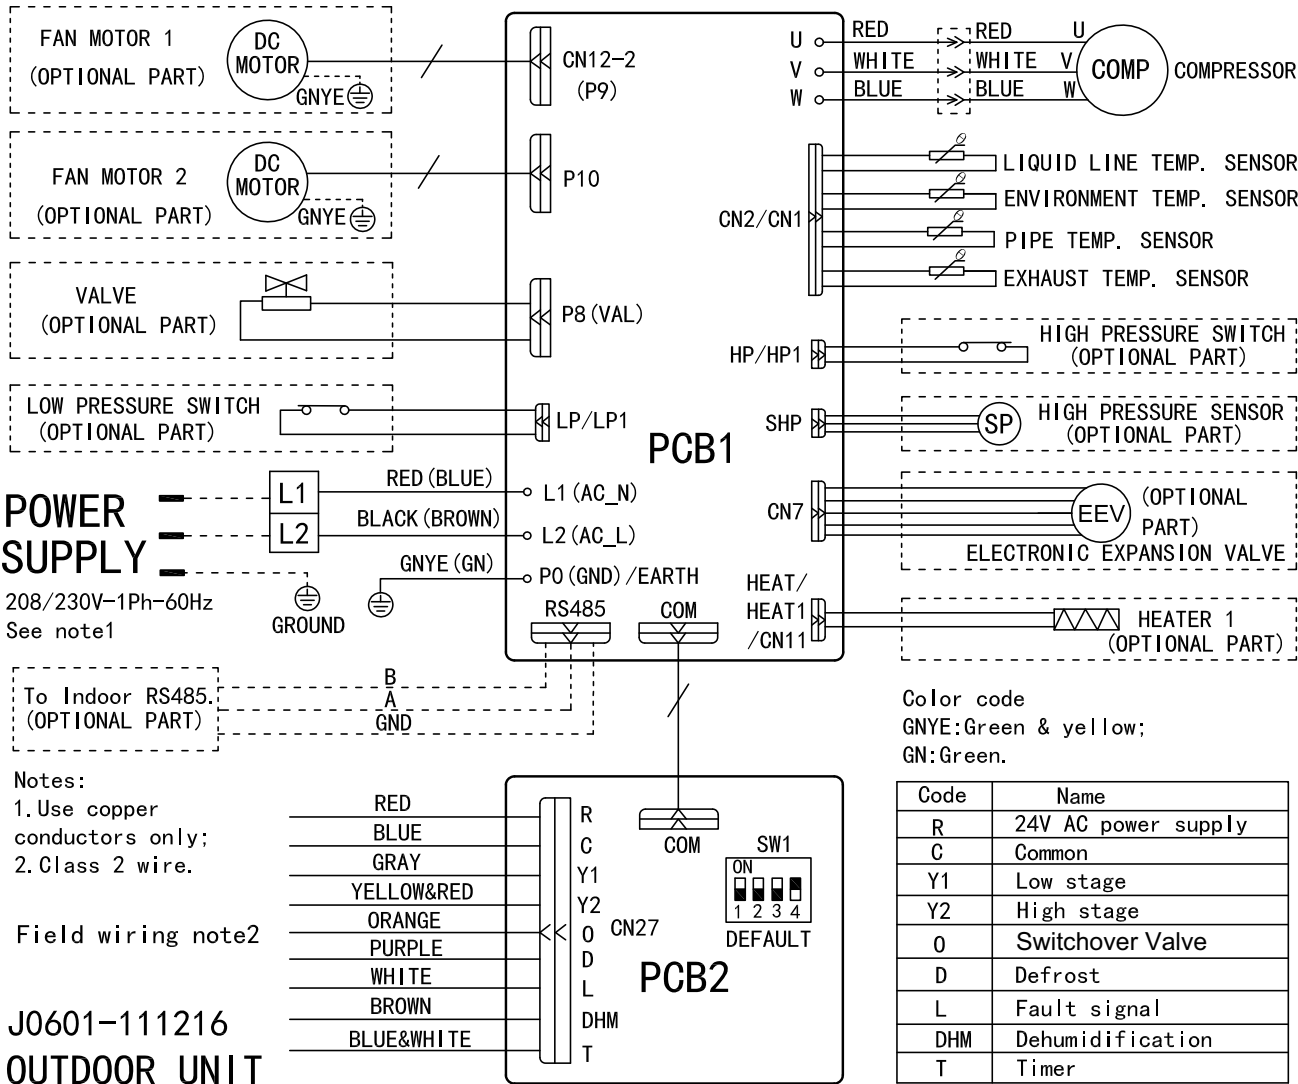 FAN MOTOR 1
(OPTIONAL PART)
DC
MOTOR
GNYE
CN12-2
(P9)
FAN MOTOR 2
(OPTIONAL PART)
DC
MOTOR
GNYE
P10
VALVE
(OPTIONAL PART)
P8(VAL)
LOW PRESSURE SWITCH
(OPTIONAL PART)
LP/LP1
PCB1
POWER
SUPPLY
208/230V-1Ph-60Hz
See note1
L1
L2
GROUND
RED(BLUE)
L1(AC_N)
BLACK(BROWN)
L2(AC_L)
GNYE(GN)
P0(GND)/EARTH
RS485
COM
U RED RED U
V WHITE WHITE V
W BLUE BLUE W
COMP
COMPRESSOR
CN2/CN1
LIQUID LINE TEMP. SENSOR
ENVIRONMENT TEMP. SENSOR
PIPE TEMP. SENSOR
EXHAUST TEMP. SENSOR
HP/HP1
HIGH PRESSURE SWITCH
(OPTIONAL PART)
SHP
SP
HIGH PRESSURE SENSOR
(OPTIONAL PART)
CN7
EEV
(OPTIONAL
PART)
ELECTRONIC EXPANSION VALVE
HEAT/
HEAT1
/CN11
HEATER 1
(OPTIONAL PART)
To Indoor RS485.
(OPTIONAL PART)
B
A
GND
Notes:
1.Use copper
conductors only;
2.Class 2 wire.
Field wiring note2
J0601-111216
OUTDOOR UNIT
RED R
BLUE C
GRAY Y1
YELLOW&RED Y2
ORANGE O
PURPLE D
WHITE L
BROWN DHM
BLUE&WHITE T
CN27
COM
SW1
ON
1 2 3 4
DEFAULT
PCB2
Color code
GNYE:Green & yellow;
GN:Green.
Code Name
R 24V AC power supply
C Common
Y1 Low stage
Y2 High stage
O Switchover Valve
D Defrost
L Fault signal
DHM Dehumidification
T Timer